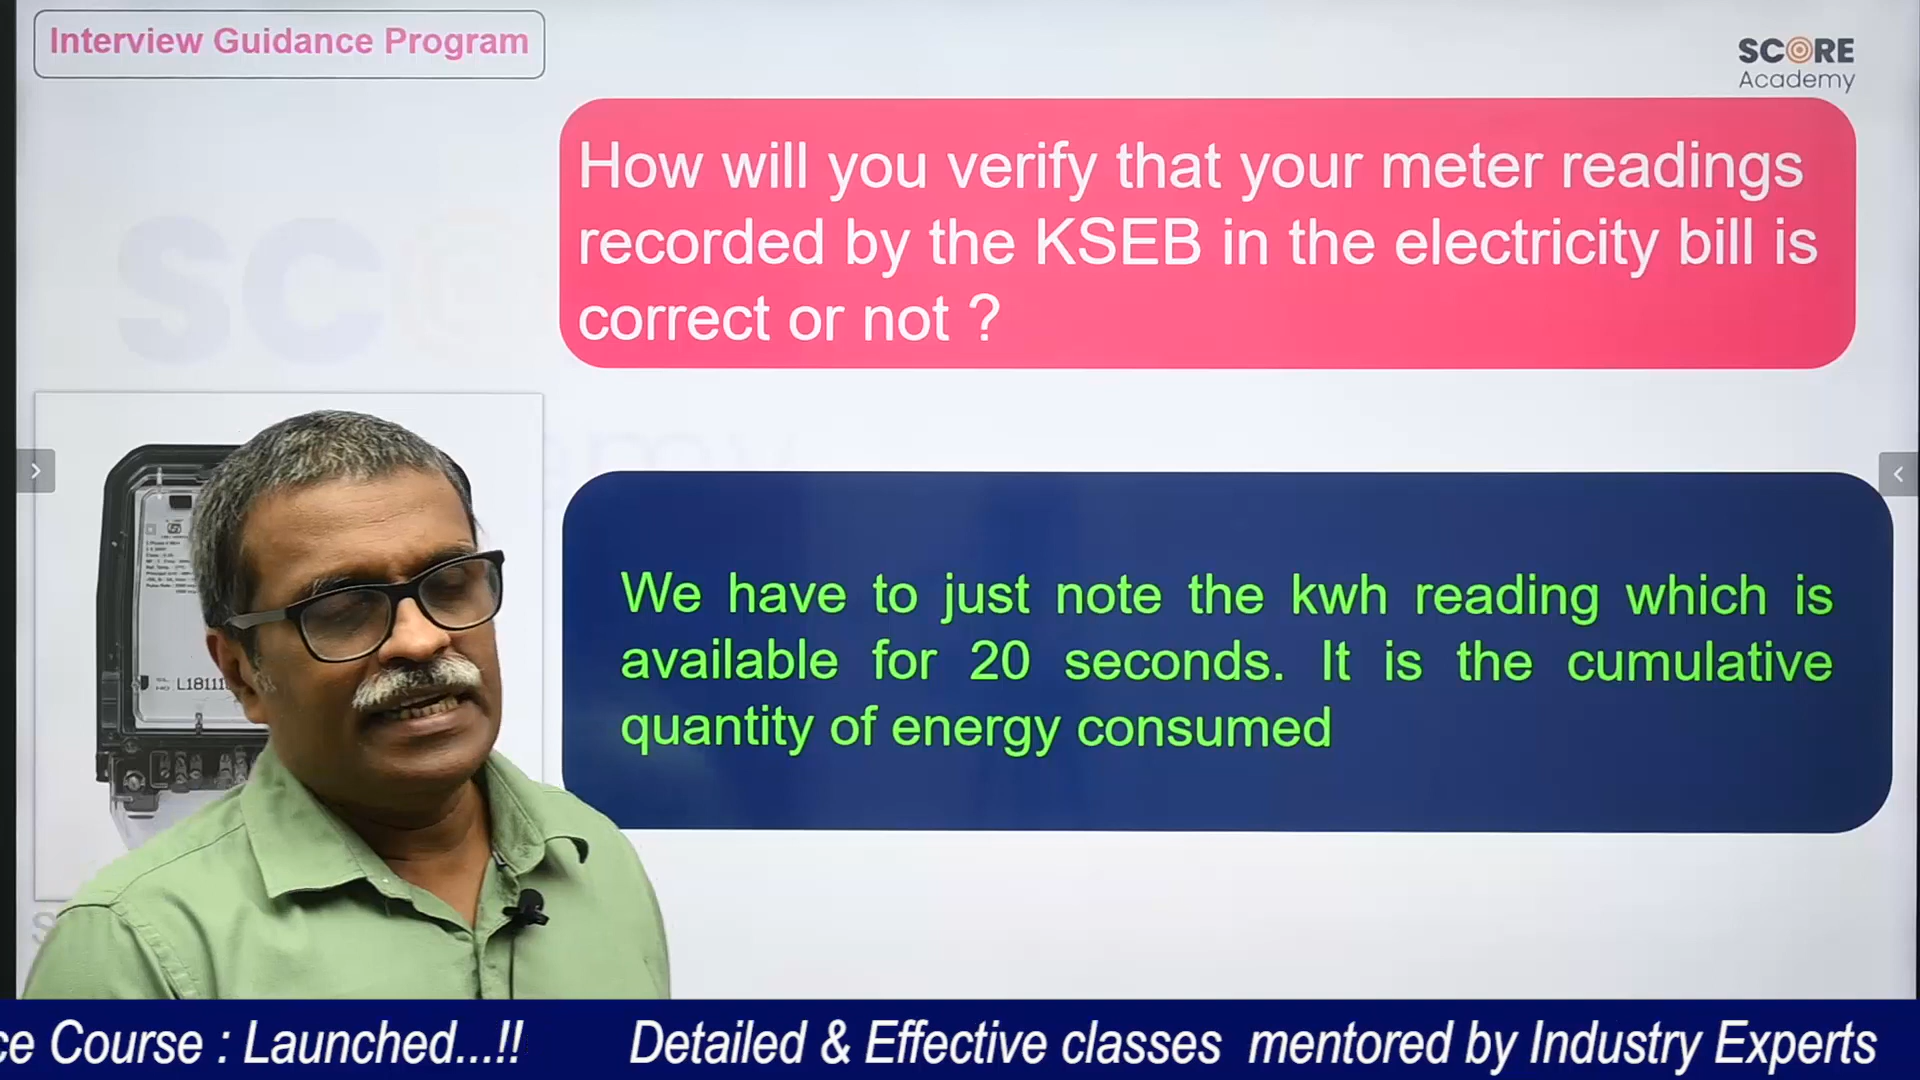 Interview Guidance Program
SCORE
Academy
How will you verify that your meter readings
recorded by the KSEB in the electricity bill is
correct or not ?
We have to just note the kwh reading which is
available for 20 seconds. It is the cumulative
quantity of energy consumed
ce Course : Launched...!! Detailed & Effective classes mentored by Industry Experts